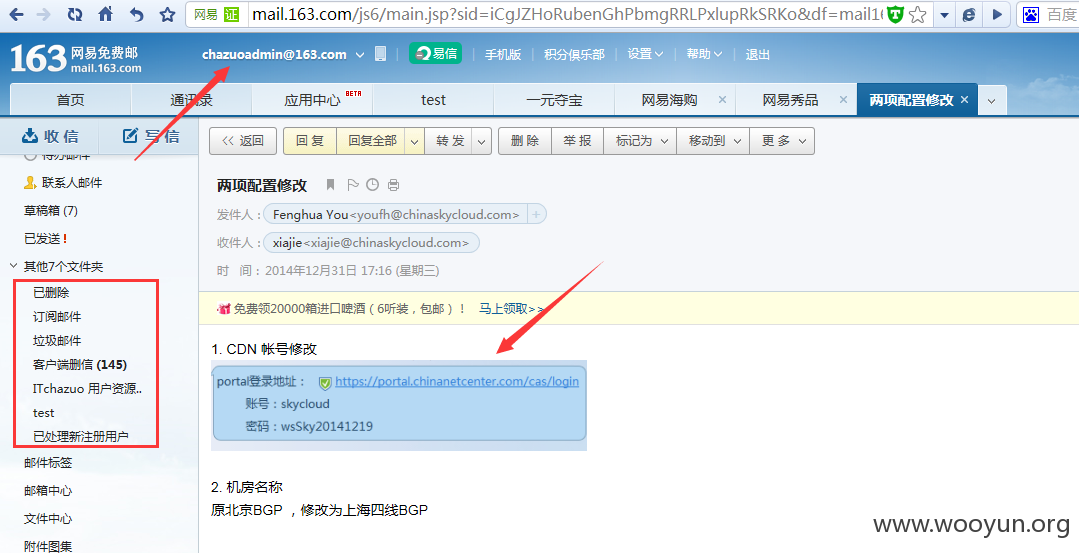 网易 证 mail.163.com/js6/main.jsp?sid=iCgJZHoRubenGhPbmgRRLPxlupRkSRKo&df=mail1 百度
163 网易免费邮
mail.163.com
chazuoadmin@163.com 易信 手机版 积分俱乐部 设置 帮助 退出
首页 通讯录 应用中心 BETA test 一元夺宝 网易海购 × 网易秀品 × 两项配置修改 ×
收 信 写 信
<< 返回 回 复 回复全部 转 发 删 除 举 报 标记为 移动到 更 多
待办邮件
联系人邮件
草稿箱 (7)
已发送 !
其他7个文件夹
已删除
订阅邮件
垃圾邮件
客户端删信 (145)
ITchazuo 用户资源..
test
已处理新注册用户
邮件标签
邮箱中心
文件中心
附件图集
两项配置修改
发件人： Fenghua You<youfh@chinaskycloud.com> +
收件人： xiajie<xiajie@chinaskycloud.com>
时 间： 2014年12月31日 17:16 (星期三)
免费领20000箱进口啤酒（6听装，包邮）！ 马上领取>>
1. CDN 帐号修改
portal登录地址： https://portal.chinanetcenter.com/cas/login
账号：skycloud
密码：wsSky20141219
2. 机房名称
原北京BGP ，修改为上海四线BGP
www.wooyun.org